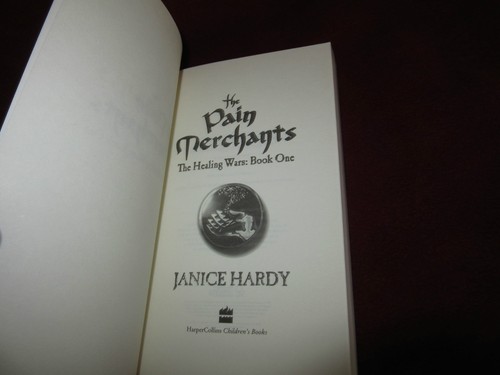 the
Pain
Merchants
The Healing Wars: Book One
JANICE HARDY
HarperCollins Children's Books